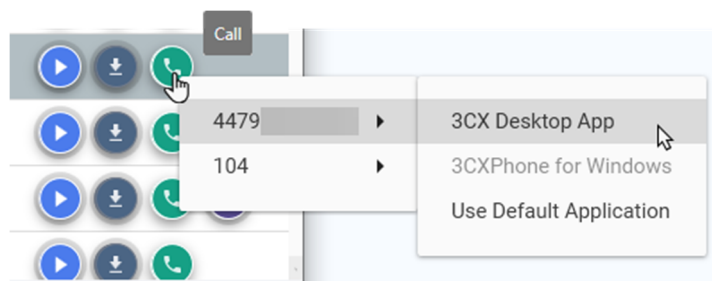 Call
4479
104
3CX Desktop App
3CXPhone for Windows
Use Default Application